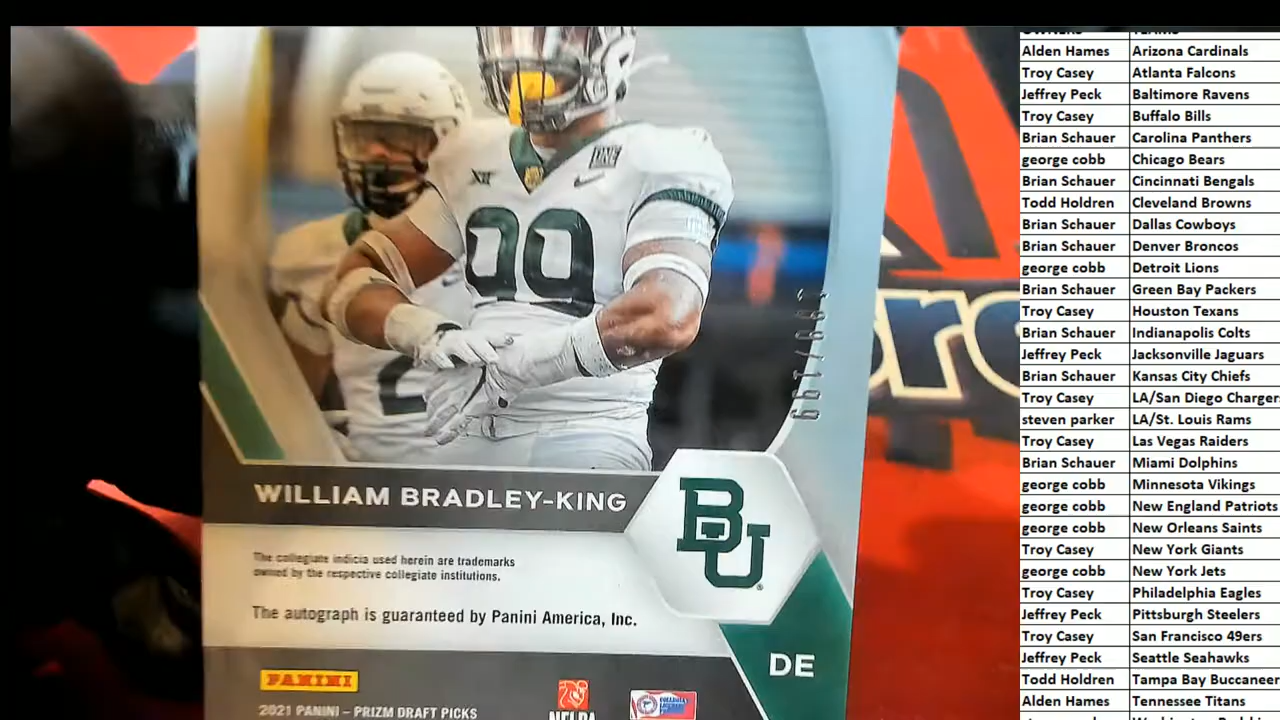 XII
ONE
99
2
WILLIAM BRADLEY-KING
BU
The collegiate indicia used herein are trademarks
owned by the respective collegiate institutions.
The autograph is guaranteed by Panini America, Inc.
DE
PANINI
2021 PANINI – PRIZM DRAFT PICKS
NFLPA
Alden Hames Arizona Cardinals
Troy Casey Atlanta Falcons
Jeffrey Peck Baltimore Ravens
Troy Casey Buffalo Bills
Brian Schauer Carolina Panthers
george cobb Chicago Bears
Brian Schauer Cincinnati Bengals
Todd Holdren Cleveland Browns
Brian Schauer Dallas Cowboys
Brian Schauer Denver Broncos
george cobb Detroit Lions
Brian Schauer Green Bay Packers
Troy Casey Houston Texans
Brian Schauer Indianapolis Colts
Jeffrey Peck Jacksonville Jaguars
Brian Schauer Kansas City Chiefs
Troy Casey LA/San Diego Charger
steven parker LA/St. Louis Rams
Troy Casey Las Vegas Raiders
Brian Schauer Miami Dolphins
george cobb Minnesota Vikings
george cobb New England Patriots
george cobb New Orleans Saints
Troy Casey New York Giants
george cobb New York Jets
Troy Casey Philadelphia Eagles
Jeffrey Peck Pittsburgh Steelers
Troy Casey San Francisco 49ers
Jeffrey Peck Seattle Seahawks
Todd Holdren Tampa Bay Buccaneer
Alden Hames Tennessee Titans